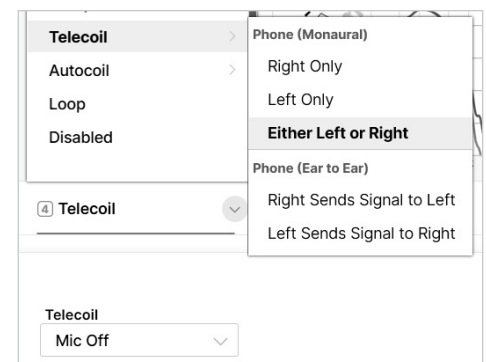 Telecoil
Autocoil
Loop
Disabled
Phone (Monaural)
Right Only
Left Only
Either Left or Right
Phone (Ear to Ear)
Right Sends Signal to Left
Left Sends Signal to Right
4 Telecoil
Telecoil
Mic Off